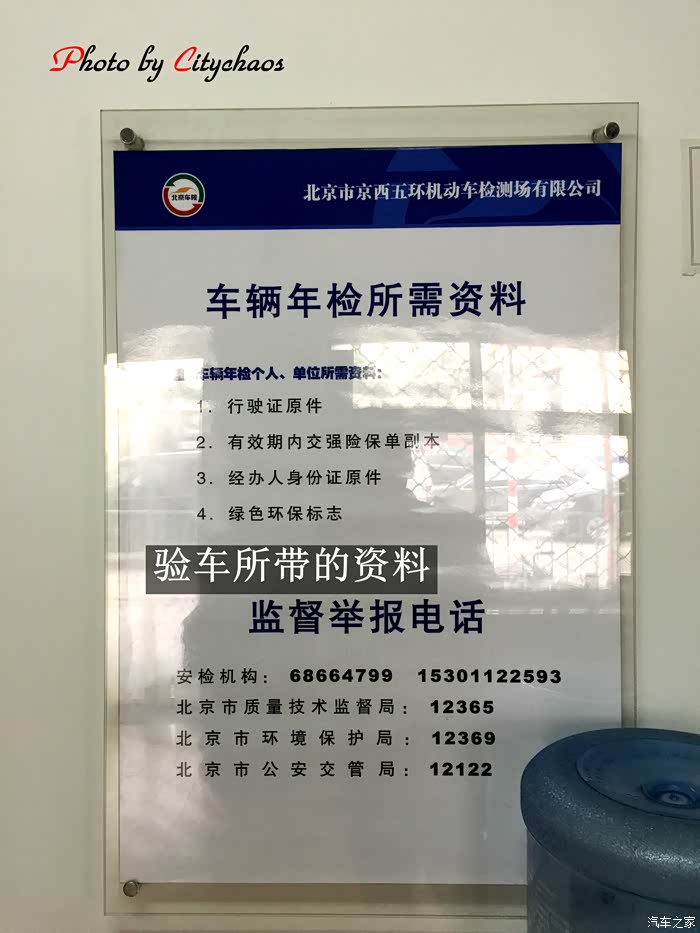 Photo by Citychaos
北京车检
北京市京西五环机动车检测场有限公司
车辆年检所需资料
车辆年检个人、单位所需资料：
1. 行驶证原件
2. 有效期内交强险保单副本
3. 经办人身份证原件
4. 绿色环保标志
验车所带的资料
监督举报电话
安检机构： 68664799 15301122593
北京市质量技术监督局： 12365
北京市环境保护局： 12369
北京市公安交管局： 12122
汽车之家